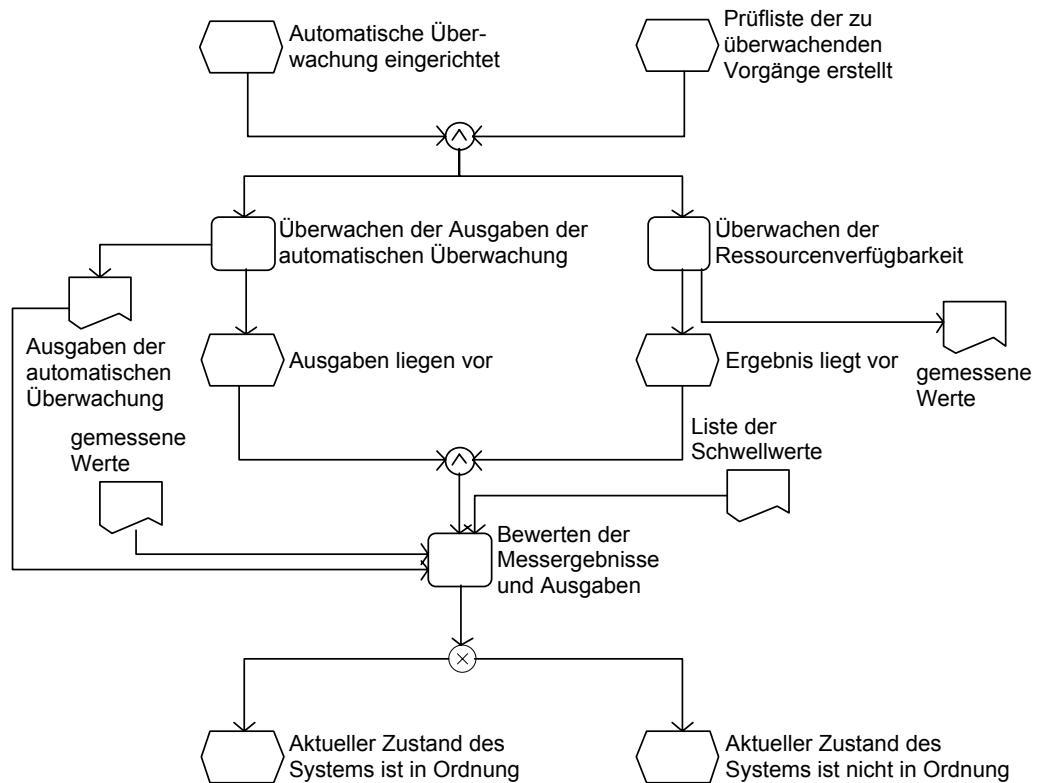 Automatische Über-
wachung eingerichtet
Prüfliste der zu
überwachenden
Vorgänge erstellt
Überwachen der Ausgaben der
automatischen Überwachung
Überwachen der
Ressourcenverfügbarkeit
Ausgaben der
automatischen
Überwachung
Ausgaben liegen vor
Ergebnis liegt vor
gemessene
Werte
gemessene
Werte
Liste der
Schwellwerte
Bewerten der
Messergebnisse
und Ausgaben
Aktueller Zustand des
Systems ist in Ordnung
Aktueller Zustand des
Systems ist nicht in Ordnung